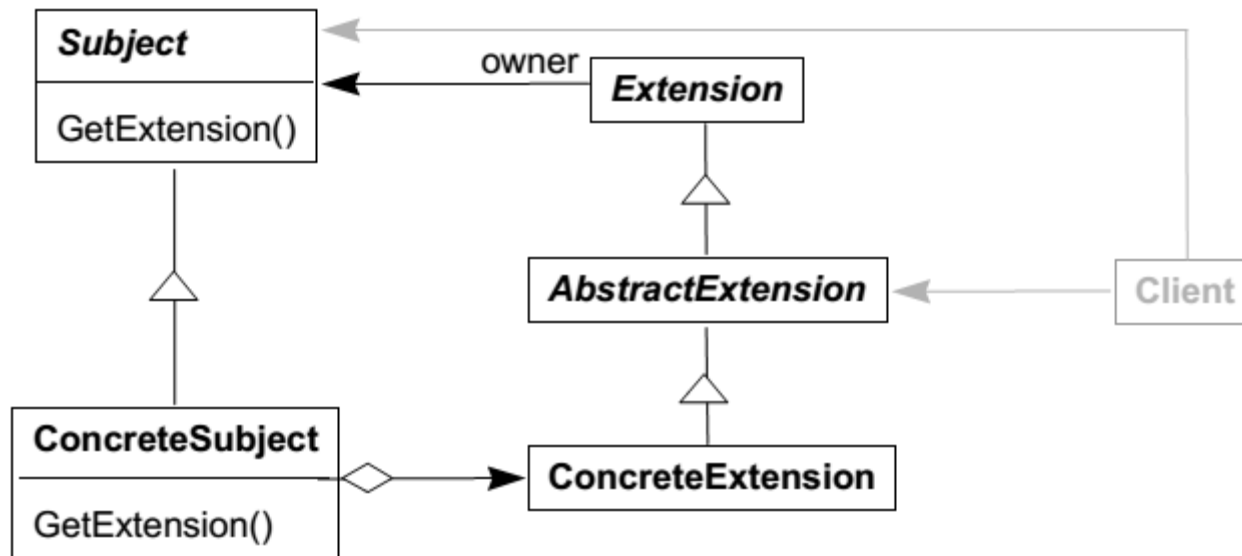 Subject
GetExtension()
owner
Extension
AbstractExtension
Client
ConcreteSubject
GetExtension()
ConcreteExtension